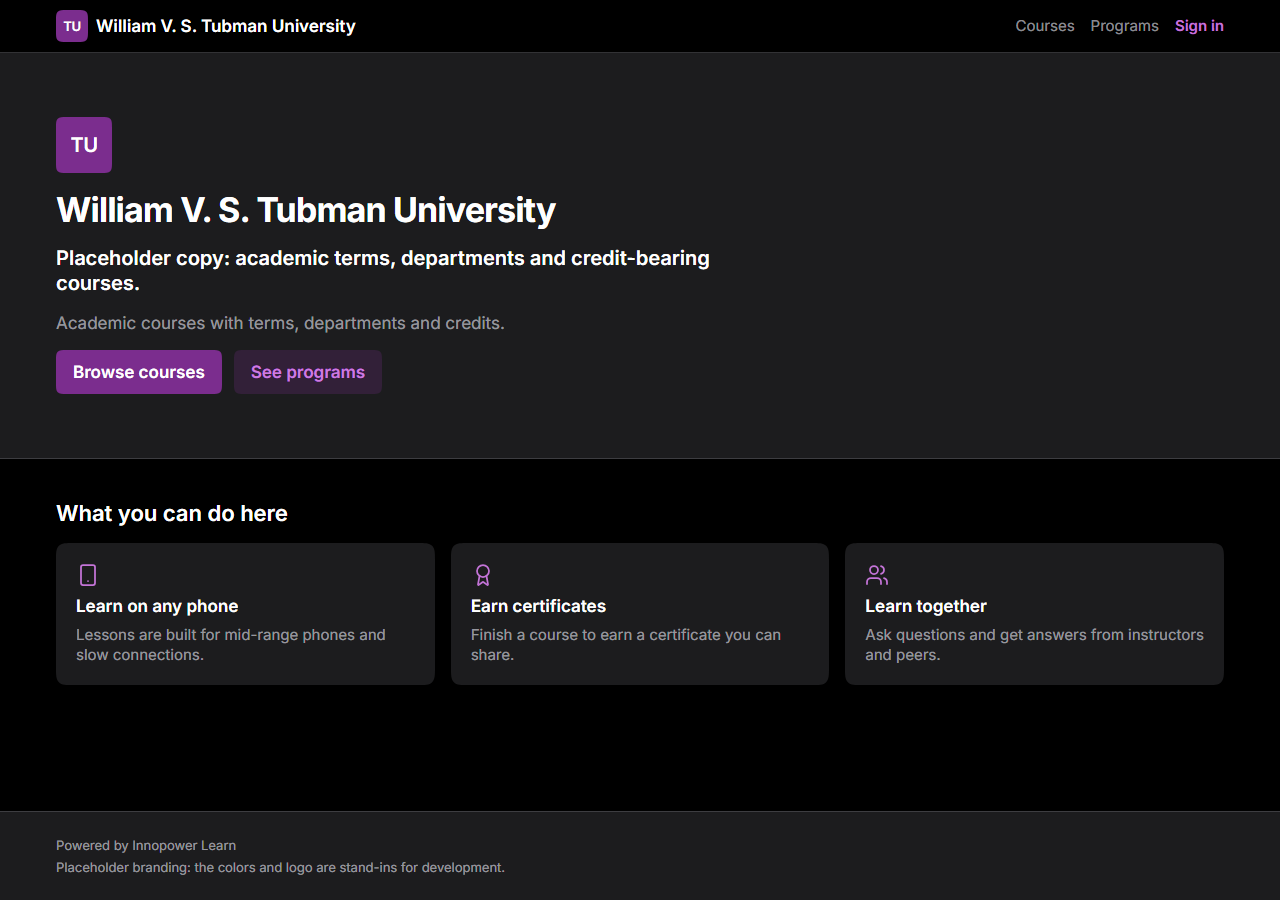 TU William V. S. Tubman University
Courses Programs Sign in
TU
William V. S. Tubman University
Placeholder copy: academic terms, departments and credit-bearing
courses.
Academic courses with terms, departments and credits.
Browse courses See programs
What you can do here
Learn on any phone
Lessons are built for mid-range phones and
slow connections.
Earn certificates
Finish a course to earn a certificate you can
share.
Learn together
Ask questions and get answers from instructors
and peers.
Powered by Innopower Learn
Placeholder branding: the colors and logo are stand-ins for development.